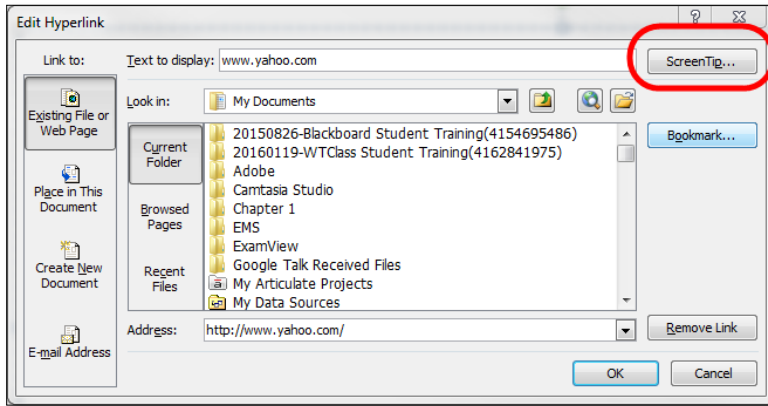 Edit Hyperlink
Link to:
Text to display: www.yahoo.com
ScreenTip...
Existing File or
Web Page
Look in:
My Documents
Current
Folder
20150826-Blackboard Student Training(4154695486)
20160119-WTClass Student Training(4162841975)
Adobe
Camtasia Studio
Chapter 1
EMS
ExamView
Google Talk Received Files
My Articulate Projects
My Data Sources
Bookmark...
Place in This
Document
Browsed
Pages
Create New
Document
Recent
Files
E-mail Address
Address:
http://www.yahoo.com/
Remove Link
OK
Cancel